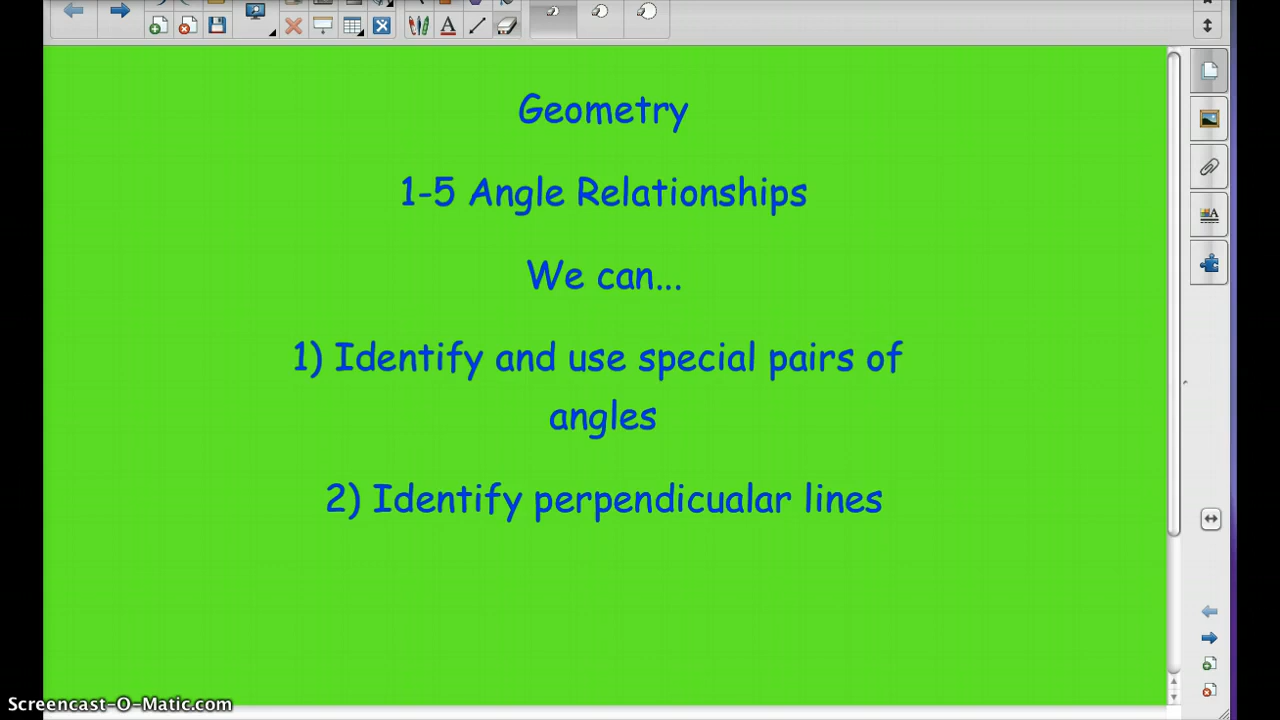 Geometry
1-5 Angle Relationships
We can...
1) Identify and use special pairs of
angles
2) Identify perpendicualar lines
Screencast-O-Matic.com